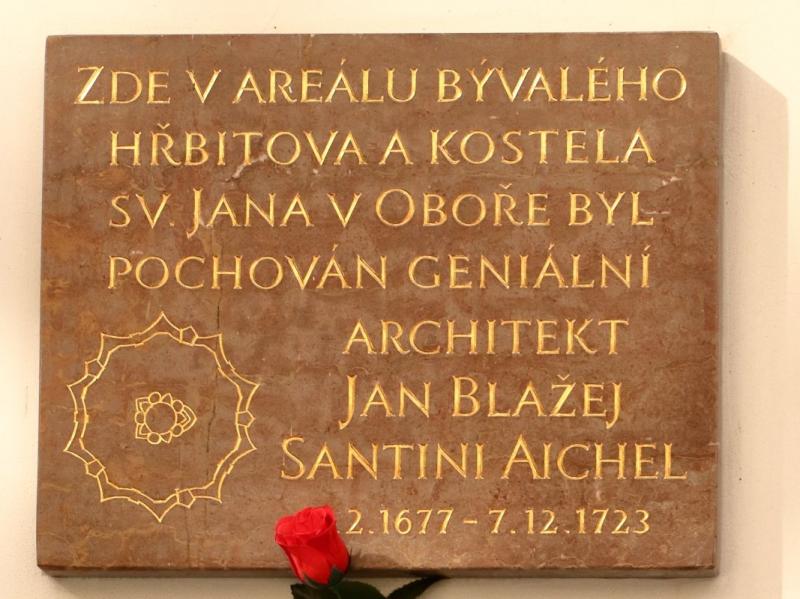 Zde v areálu bývalého
hřbitova a kostela
sv. Jana v Oboře byl
pochován geniální
architekt
Jan Blažej
Santini Aichel
.2.1677 – 7.12.1723